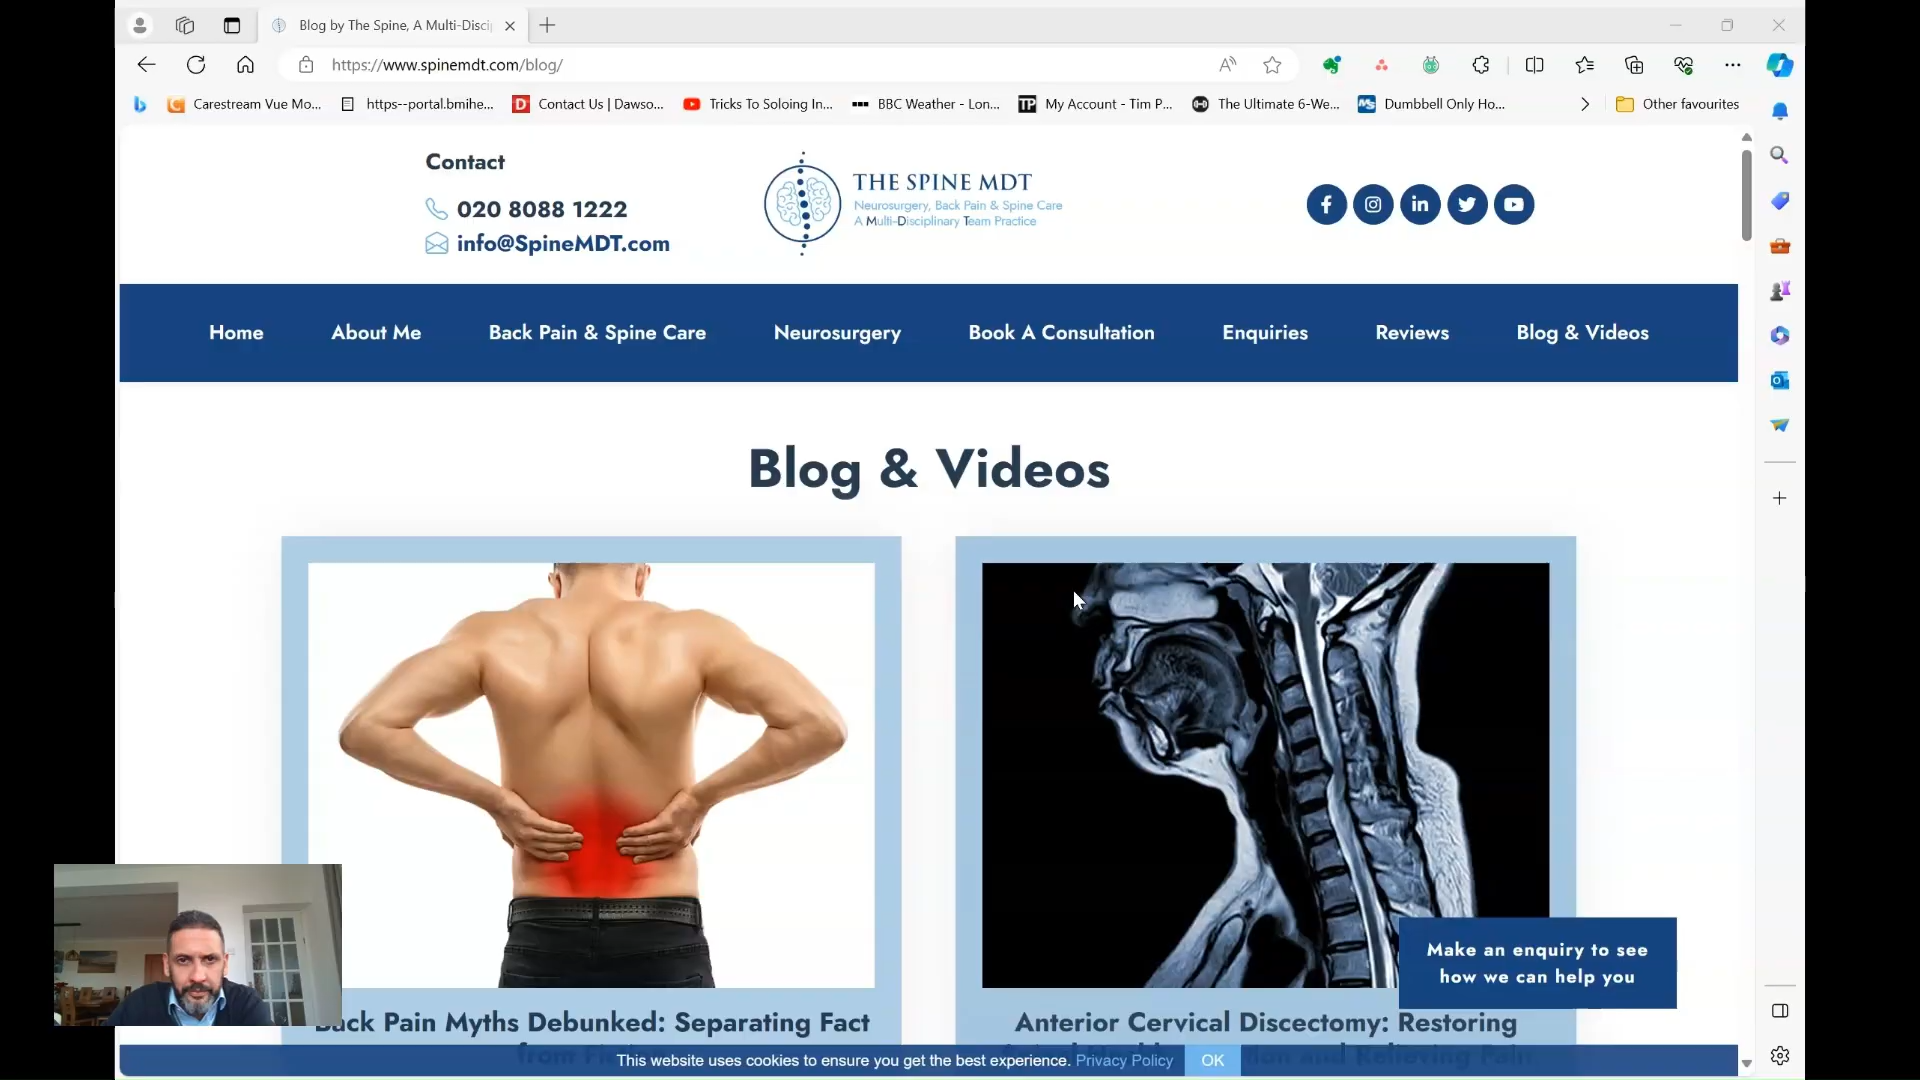 Blog by The Spine, A Multi-Disci
https://www.spinemdt.com/blog/
Carestream Vue Mo...
https--portal.bmihe...
Contact Us | Dawso...
Tricks To Soloing In...
BBC Weather - Lon...
My Account - Tim P...
The Ultimate 6-We...
Dumbbell Only Ho...
Other favourites
Contact
020 8088 1222
info@SpineMDT.com
THE SPINE MDT
Neurosurgery, Back Pain & Spine Care
A Multi-Disciplinary Team Practice
Home
About Me
Back Pain & Spine Care
Neurosurgery
Book A Consultation
Enquiries
Reviews
Blog & Videos
Blog & Videos
Make an enquiry to see
how we can help you
Back Pain Myths Debunked: Separating Fact
Anterior Cervical Discectomy: Restoring
This website uses cookies to ensure you get the best experience. Privacy Policy OK